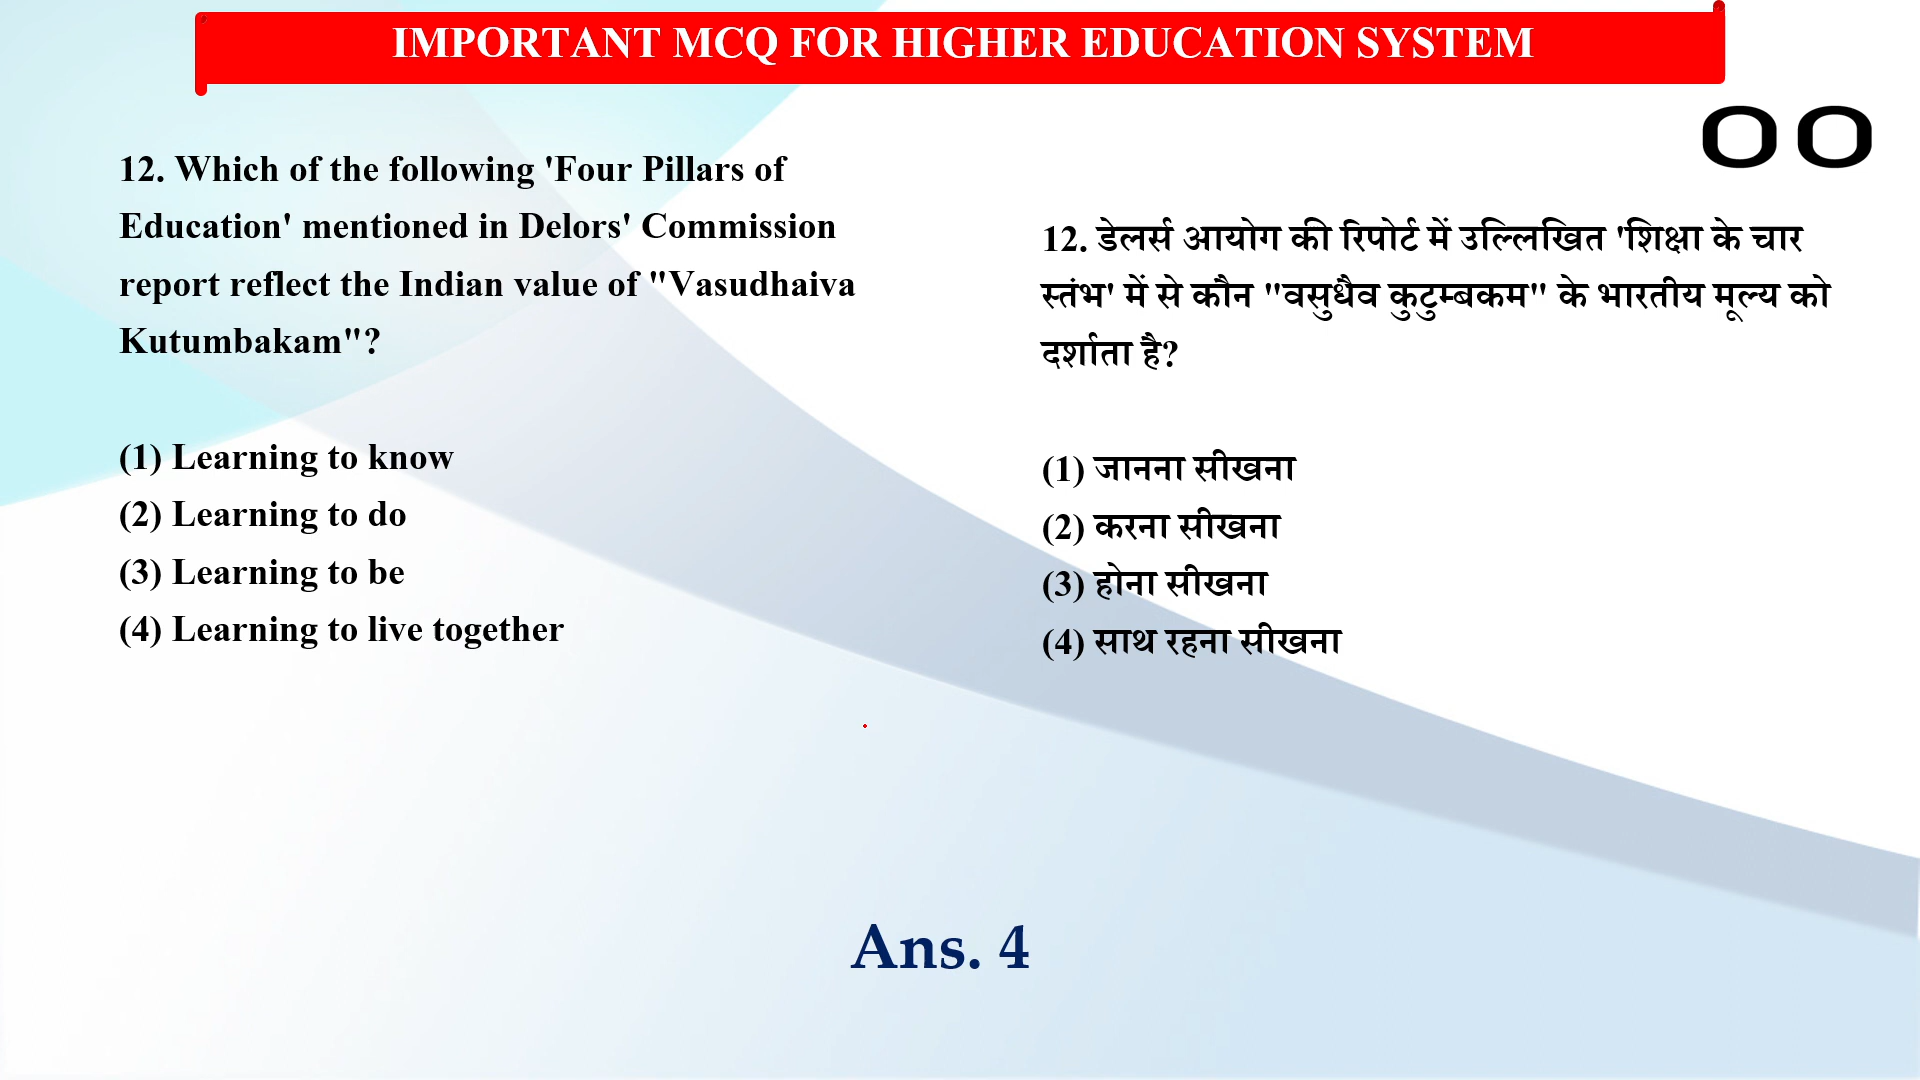 IMPORTANT MCQ FOR HIGHER EDUCATION SYSTEM
00
12. Which of the following 'Four Pillars of
Education' mentioned in Delors' Commission
report reflect the Indian value of "Vasudhaiva
Kutumbakam"?
(1) Learning to know
(2) Learning to do
(3) Learning to be
(4) Learning to live together
12. डेलर्स आयोग की रिपोर्ट में उल्लिखित 'शिक्षा के चार
स्तंभ' में से कौन "वसुधैव कुटुम्बकम" के भारतीय मूल्य को
दर्शाता है?
(1) जानना सीखना
(2) करना सीखना
(3) होना सीखना
(4) साथ रहना सीखना
Ans. 4